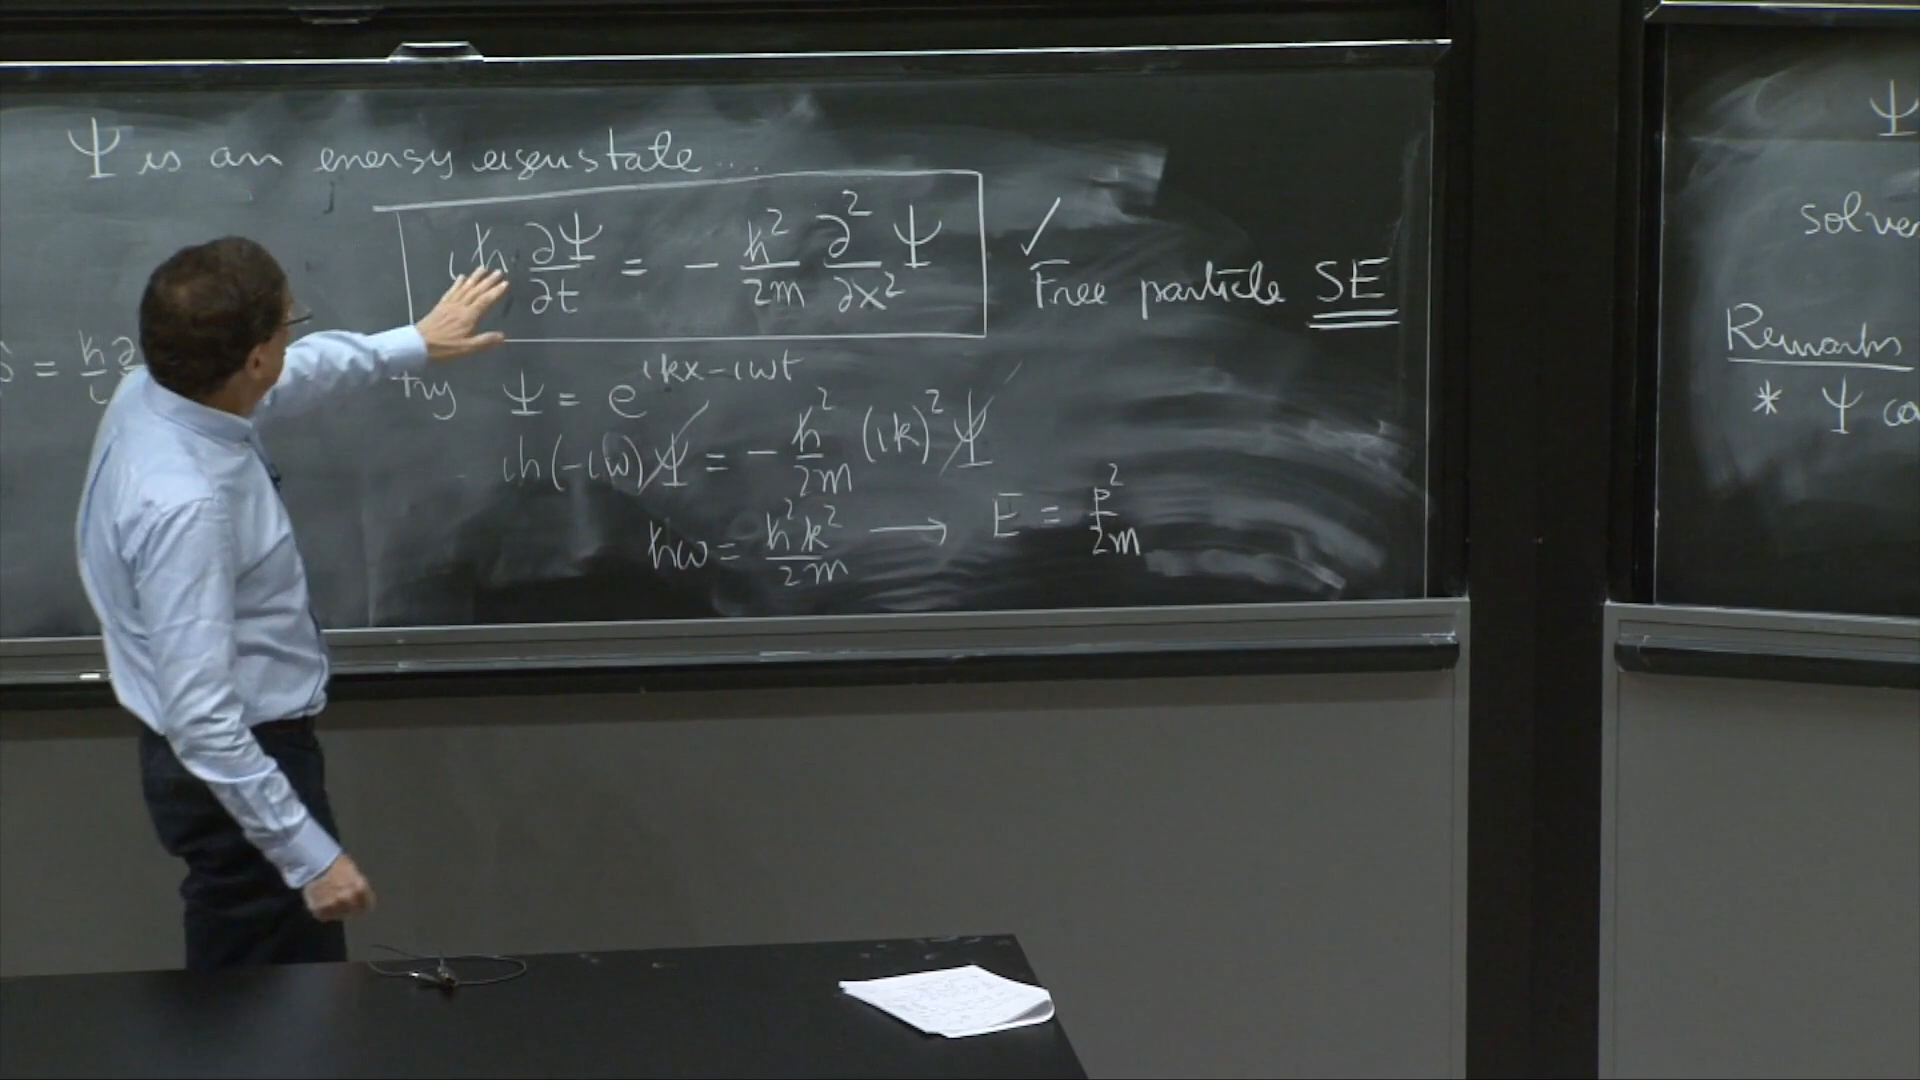 Ψ is an energy eigenstate...
iħ ∂Ψ/∂t = - ħ²/2m ∂²/∂x² Ψ ✓
Free particle SE
= ħ/i ∂
try Ψ = e^{ikx-iωt}
iħ(-iω)Ψ = - ħ²/2m (ik)² Ψ
ħω = ħ²k²/2m → E = p²/2m
Ψ
Remarks
* Ψ